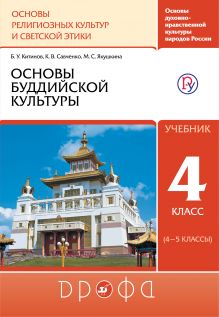 ОСНОВЫ
РЕЛИГИОЗНЫХ КУЛЬТУР
И СВЕТСКОЙ ЭТИКИ
Основы
духовно-
нравственной
культуры
народов России
Б. У. Китинов, К. В. Савченко, М. С. Якушкина
ОСНОВЫ
БУДДИЙСКОЙ
КУЛЬТУРЫ
УЧЕБНИК
4
КЛАСС
(4–5 КЛАССЫ)
ДРОФА